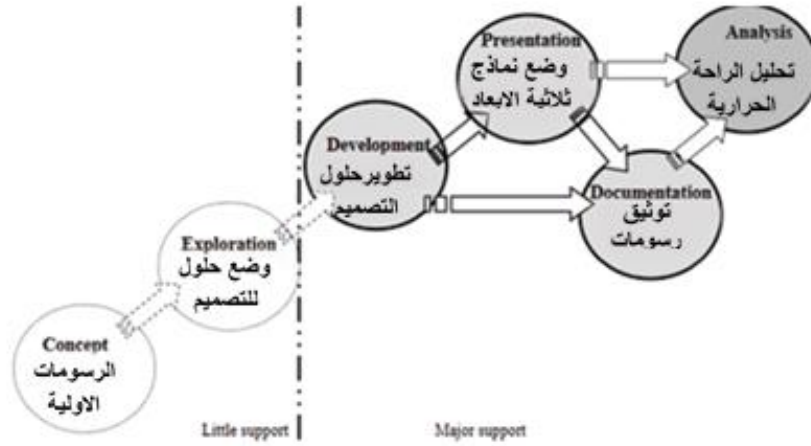 Presentation
وضع نماذج
ثلاثية الابعاد
Analysis
تحليل الراحة
الحرارية
Development
تطويرحلول
التصميم
Documentation
توثيق
رسومات
Exploration
وضع حلول
للتصميم
Concept
الرسومات
الاولية
Little support
Major support